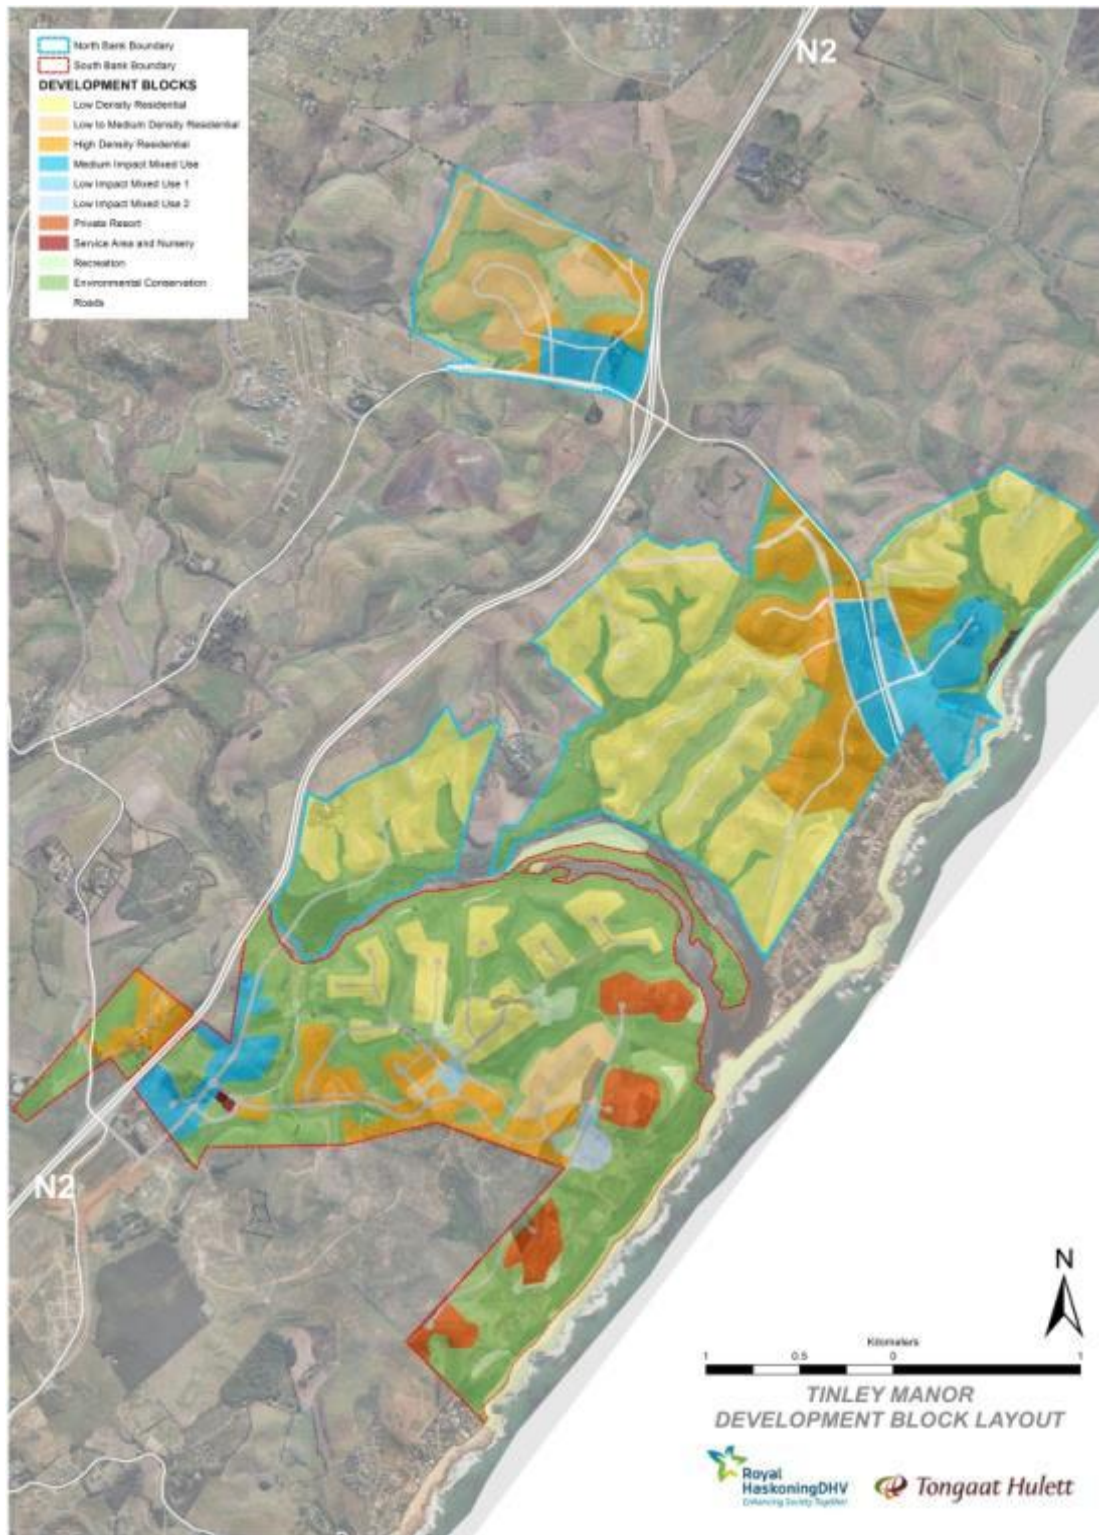 North Bank Boundary
South Bank Boundary
DEVELOPMENT BLOCKS
Low Density Residential
Low to Medium Density Residential
High Density Residential
Medium Impact Mixed Use
Low Impact Mixed Use 1
Low Impact Mixed Use 2
Private Resort
Service Area and Nursery
Recreation
Environmental Conservation
Roads
N2
N2
N
Kilometers
1 0.5 0 1
TINLEY MANOR
DEVELOPMENT BLOCK LAYOUT
Royal
HaskoningDHV
Enhancing Society Together
Tongaat Hulett